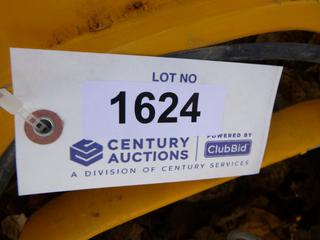 LOT NO
1624
CENTURY
AUCTIONS
POWERED BY
ClubBid
A DIVISION OF CENTURY SERVICES